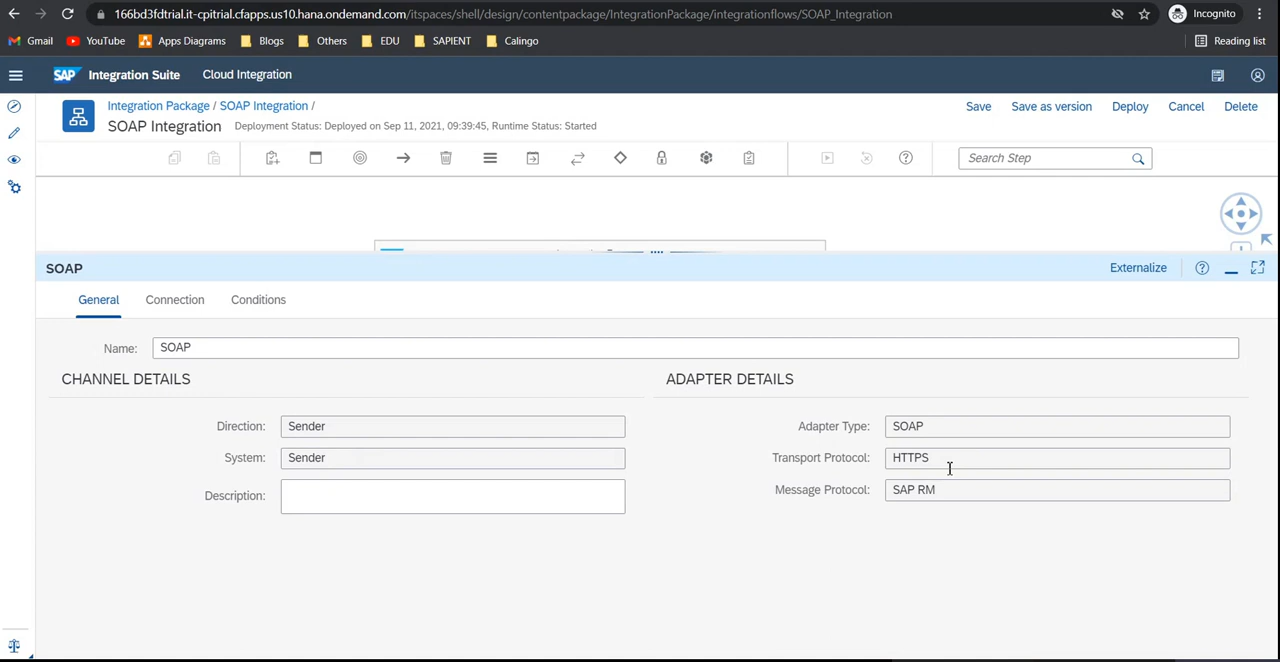 166bd3fdtrial.it-cpitrial.cfapps.us10.hana.ondemand.com/itspaces/shell/design/contentpackage/IntegrationPackage/integrationflows/SOAP_Integration
Incognito
Gmail YouTube Apps Diagrams Blogs Others EDU SAPIENT Calingo Reading list
SAP Integration Suite Cloud Integration
Integration Package / SOAP Integration /
Save Save as version Deploy Cancel Delete
SOAP Integration Deployment Status: Deployed on Sep 11, 2021, 09:39:45, Runtime Status: Started
Search Step
SOAP Externalize
General Connection Conditions
Name: SOAP
CHANNEL DETAILS ADAPTER DETAILS
Direction: Sender Adapter Type: SOAP
System: Sender Transport Protocol: HTTPS
Description: Message Protocol: SAP RM